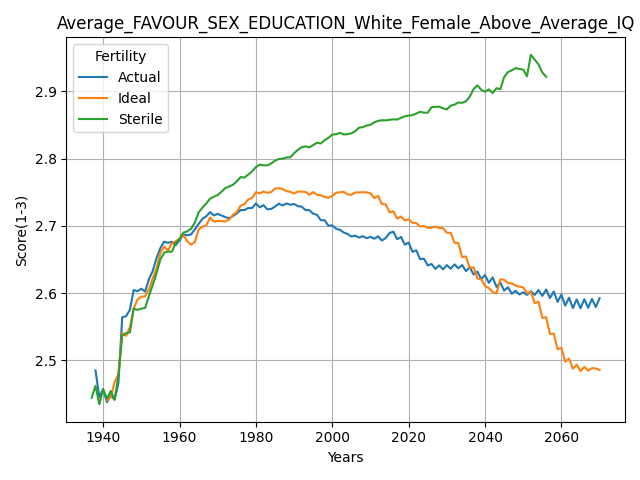 Average_FAVOUR_SEX_EDUCATION_White_Female_Above_Average_IQ
Fertility
Actual
Ideal
Sterile
Score(1-3)
2.9
2.8
2.7
2.6
2.5
1940 1960 1980 2000 2020 2040 2060
Years